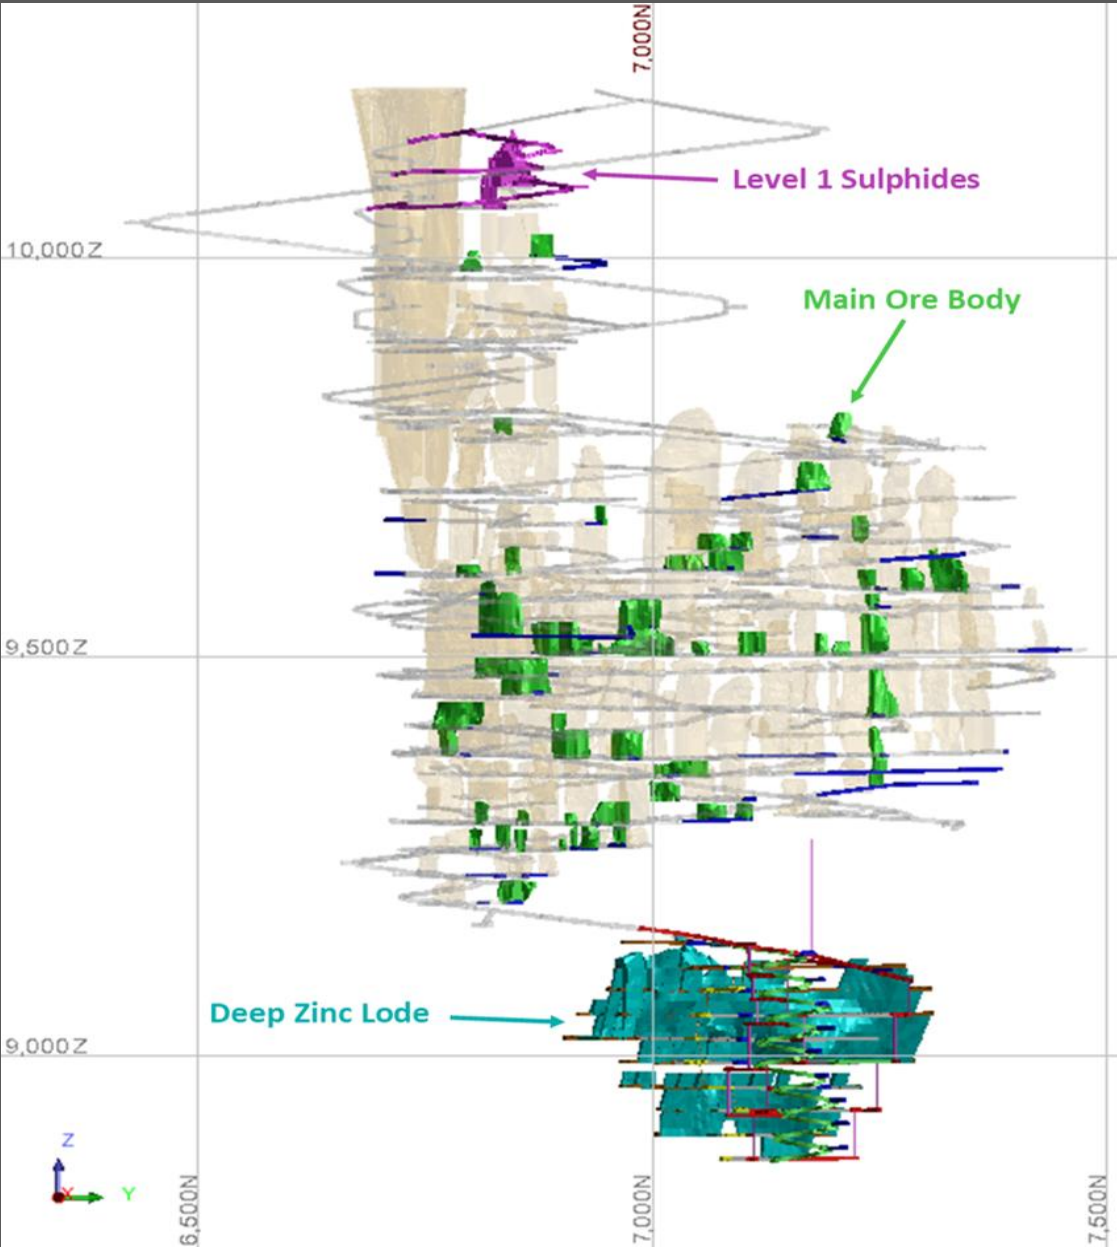 7,000N
Level 1 Sulphides
10,000Z
Main Ore Body
9,500Z
Deep Zinc Lode
9,000Z
Z
X
Y
6,500N
7,000N
7,500N